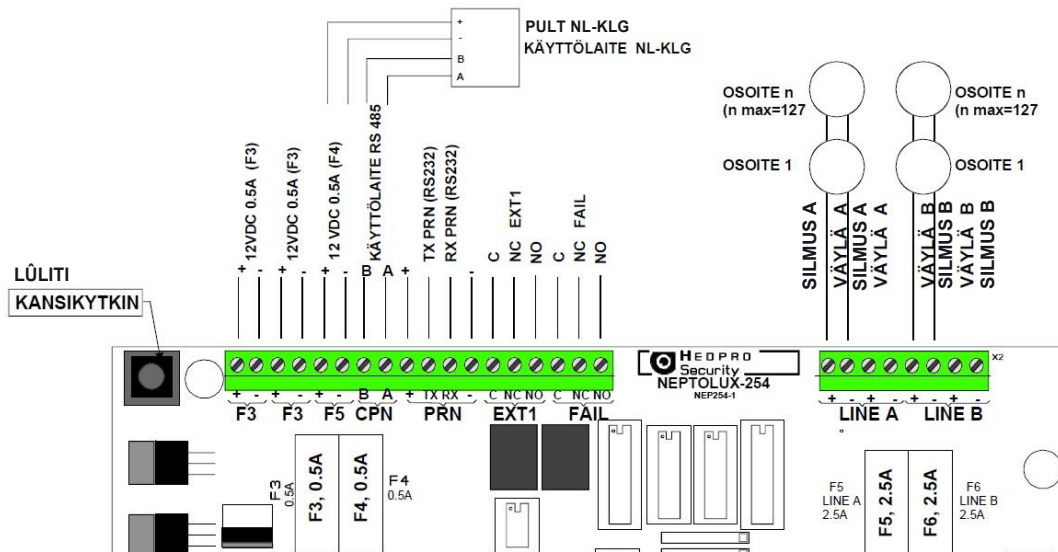 +
-
B
A
PULT NL-KLG
KÄYTTÖLAITE NL-KLG
OSOITE n
(n max=127
OSOITE n
(n max=127
OSOITE 1
OSOITE 1
12VDC 0.5A (F3)
12VDC 0.5A (F3)
12 VDC 0.5A (F4)
KÄYTTÖLAITE RS 485
TX PRN (RS232)
RX PRN (RS232)
C
NC EXT1
NO
C
NC FAIL
NO
SILMUS A
VÄYLÄ A
SILMUS A
VÄYLÄ A
VÄYLÄ B
SILMUS B
VÄYLÄ B
SILMUS B
+ - + - + - B A + -
LÛLITI
KANSIKYTKIN
HEDPRO
Security
NEPTOLUX-254
NEP254-1
X2
+ - + - + - B A + TX RX - C NC NO C NC NO
F3 F3 F5 CPN PRN EXT1 FAIL
+ - + - + - + -
LINE A LINE B
F3
0.5A
F3, 0.5A
F4, 0.5A
F4
0.5A
F5
LINE A
2.5A
F5, 2.5A
F6, 2.5A
F6
LINE B
2.5A